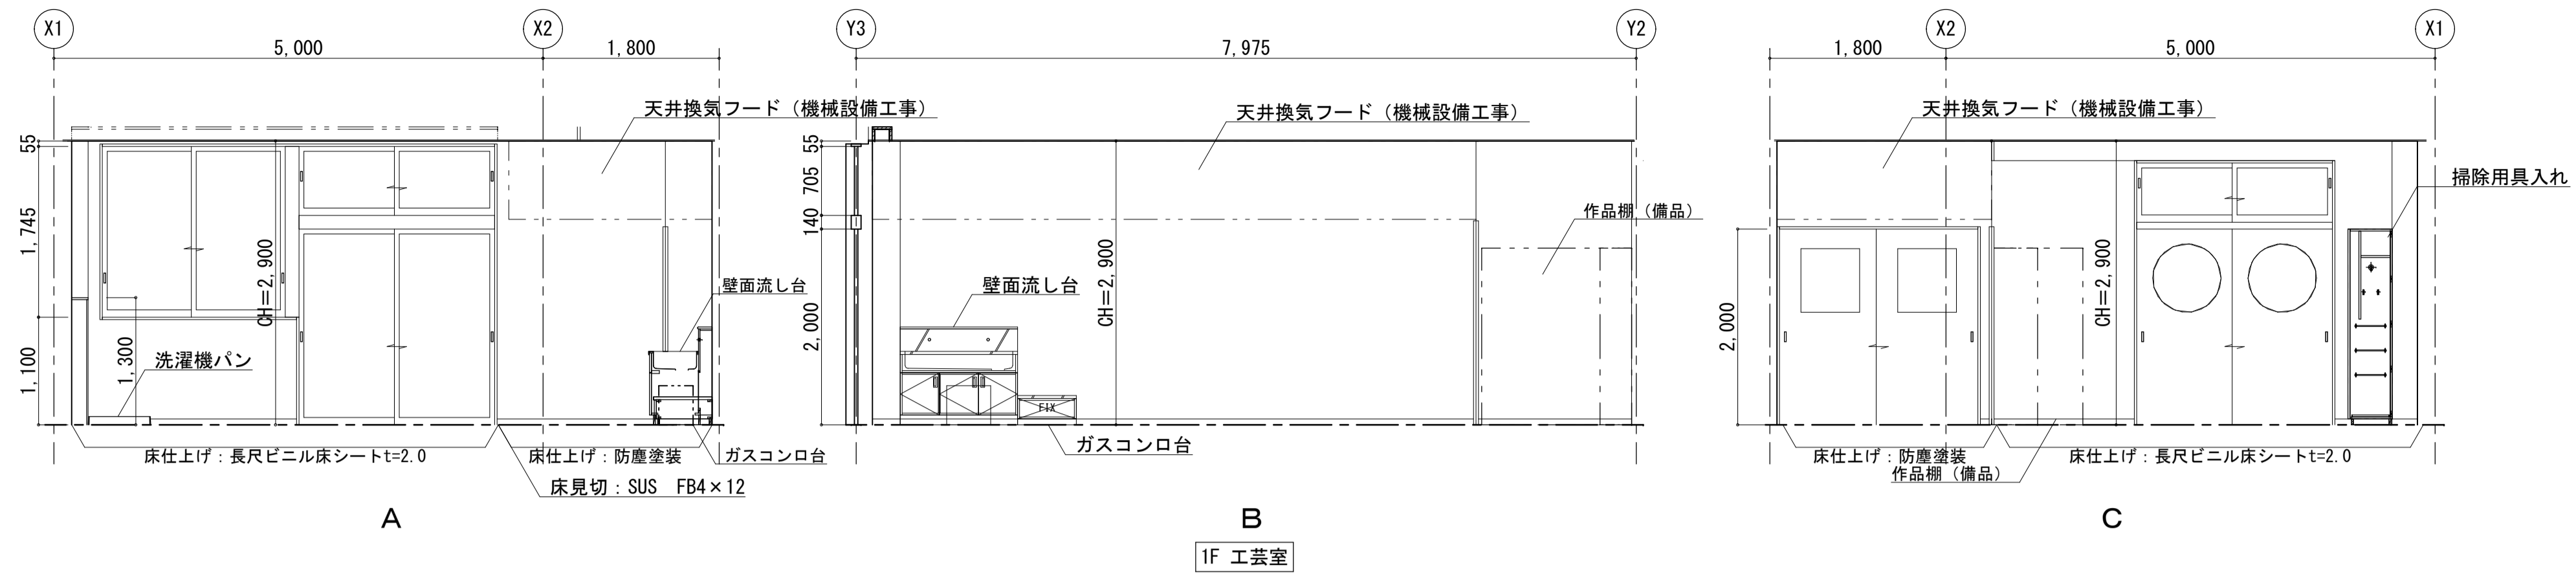 X1
X2
Y3
Y2
X2
X1
5,000
1,800
7,975
1,800
5,000
天井換気フード（機械設備工事）
天井換気フード（機械設備工事）
天井換気フード（機械設備工事）
55
1,745
1,100
1,300
CH=2,900
洗濯機パン
壁面流し台
ガスコンロ台
床仕上げ：長尺ビニル床シートt=2.0
床仕上げ：防塵塗装
床見切：SUS　FB4×12
A
55
705
140
2,000
CH=2,900
壁面流し台
FIX
ガスコンロ台
作品棚（備品）
B
2,000
CH=2,900
掃除用具入れ
床仕上げ：防塵塗装
作品棚（備品）
床仕上げ：長尺ビニル床シートt=2.0
C
1F 工芸室